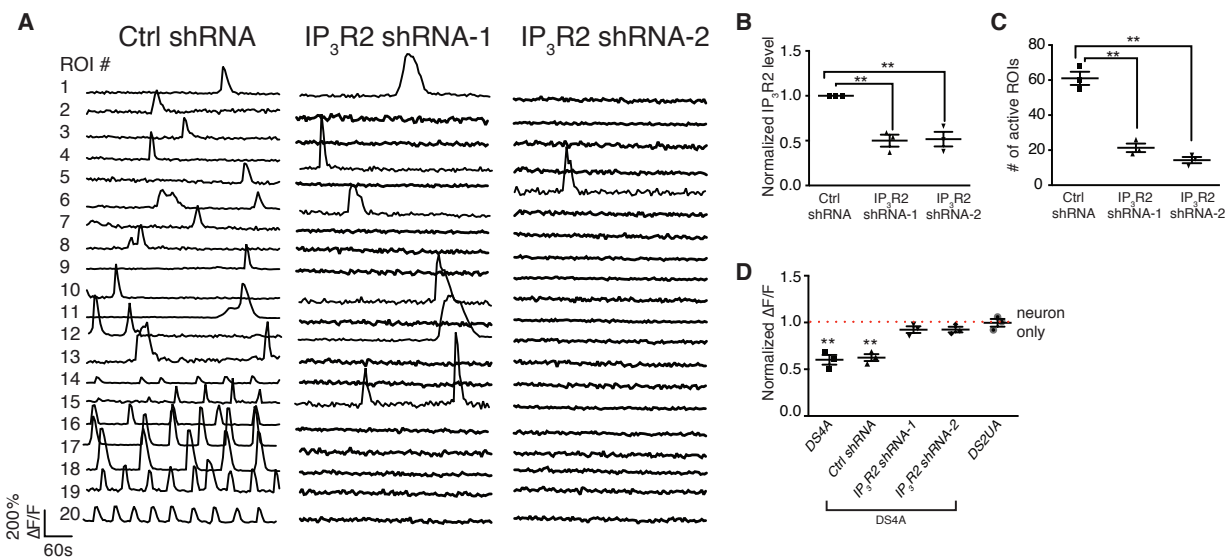 A
Ctrl shRNA
IP3R2 shRNA-1
IP3R2 shRNA-2
ROI #
1
2
3
4
5
6
7
8
9
10
11
12
13
14
15
16
17
18
19
20
200%
ΔF/F
60s
B
Normalized IP3R2 level
1.5
1.0
0.5
0.0
**
**
Ctrl
shRNA
IP3R2
shRNA-1
IP3R2
shRNA-2
C
# of active ROIs
80
60
40
20
0
**
**
Ctrl
shRNA
IP3R2
shRNA-1
IP3R2
shRNA-2
D
Normalized ΔF/F
1.5
1.0
0.5
0.0
neuron
only
**
**
DS4A
Ctrl shRNA
IP3R2 shRNA-1
IP3R2 shRNA-2
DS2UA
DS4A